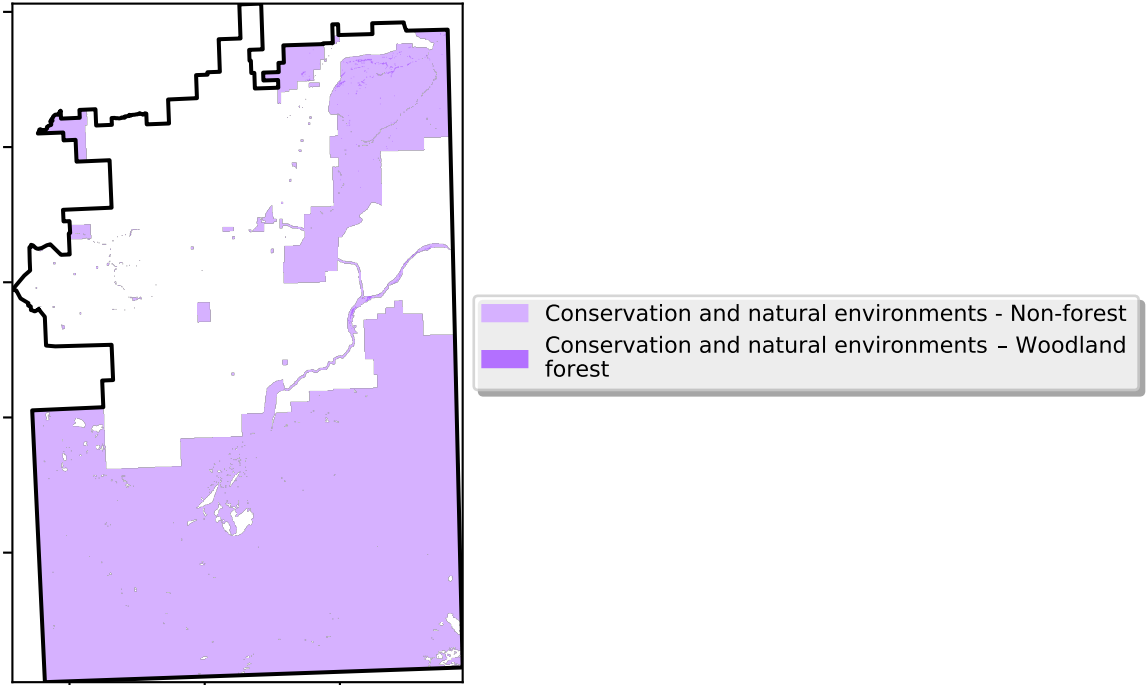 Conservation and natural environments - Non-forest
Conservation and natural environments – Woodland
forest